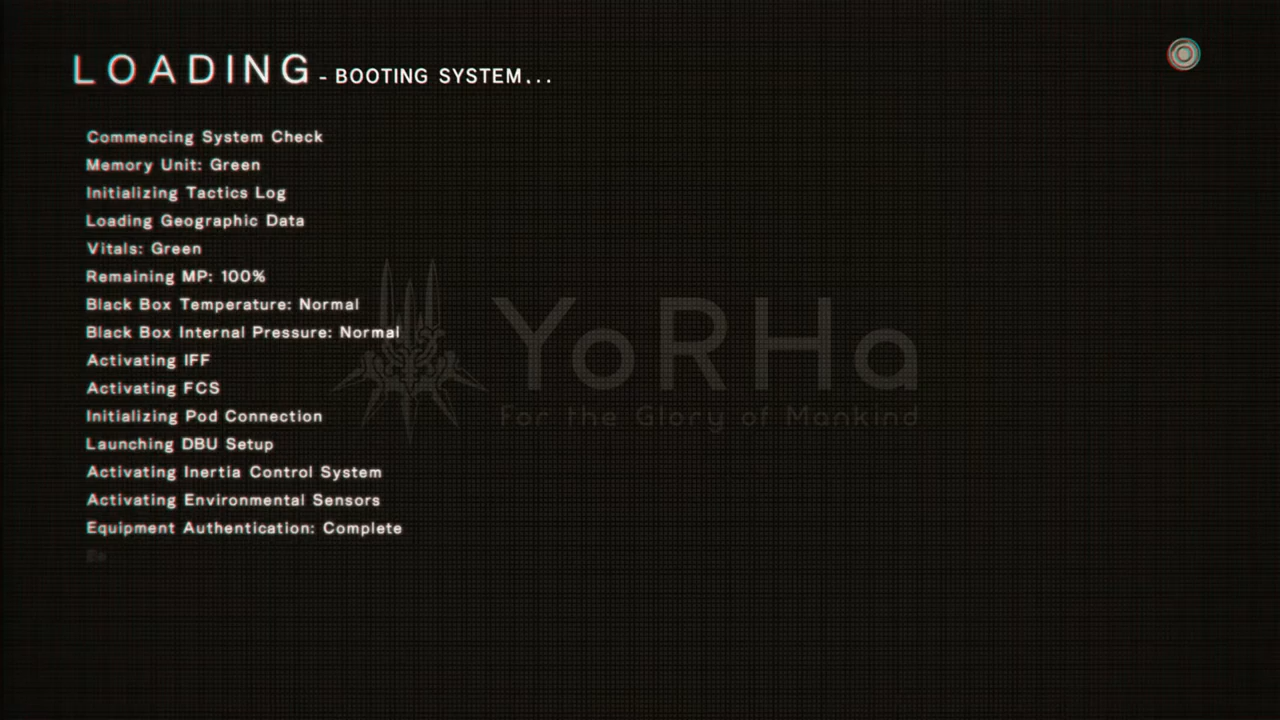 LOADING - BOOTING SYSTEM...
Commencing System Check
Memory Unit: Green
Initializing Tactics Log
Loading Geographic Data
Vitals: Green
Remaining MP: 100%
Black Box Temperature: Normal
Black Box Internal Pressure: Normal
Activating IFF
Activating FCS
Initializing Pod Connection
Launching DBU Setup
Activating Inertia Control System
Activating Environmental Sensors
Equipment Authentication: Complete
YoRHa
For the Glory of Mankind